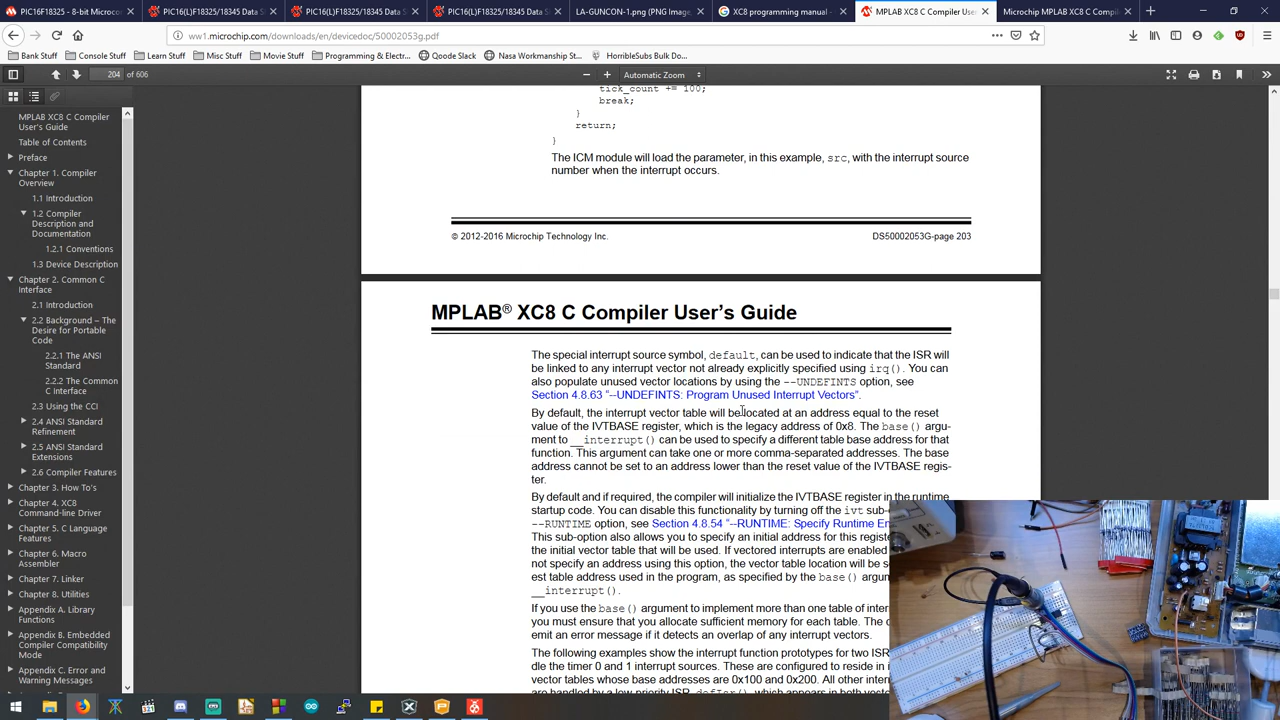 PIC16F18325 - 8-bit Microco
PIC16(L)F18325/18345 Data S
PIC16(L)F18325/18345 Data S
PIC16(L)F18325/18345 Data S
LA-GUNCON-1.png (PNG Image,
XC8 programming manual -
MPLAB XC8 C Compiler User's
Microchip MPLAB XC8 C Compil
ww1.microchip.com/downloads/en/devicedoc/50002053g.pdf
Bank Stuff
Console Stuff
Learn Stuff
Misc Stuff
Movie Stuff
Programming & Electr...
Qode Slack
Nasa Workmanship St...
HorribleSubs Bulk Do...
204 of 606
Automatic Zoom
MPLAB XC8 C Compiler
User's Guide
Table of Contents
Preface
Chapter 1. Compiler
Overview
1.1 Introduction
1.2 Compiler
Description and
Documentation
1.2.1 Conventions
1.3 Device Description
Chapter 2. Common C
Interface
2.1 Introduction
2.2 Background – The
Desire for Portable
Code
2.2.1 The ANSI
Standard
2.2.2 The Common
C Interface
2.3 Using the CCI
2.4 ANSI Standard
Refinement
2.5 ANSI Standard
Extensions
2.6 Compiler Features
Chapter 3. How To's
Chapter 4. XC8
Command-line Driver
Chapter 5. C Language
Features
Chapter 6. Macro
Assembler
Chapter 7. Linker
Chapter 8. Utilities
Appendix A. Library
Functions
Appendix B. Embedded
Compiler Compatibility
Mode
Appendix C. Error and
Warning Messages
tick_count += 100;
break;
}
return;
}
The ICM module will load the parameter, in this example, src, with the interrupt source
number when the interrupt occurs.
© 2012-2016 Microchip Technology Inc.
DS50002053G-page 203
MPLAB® XC8 C Compiler User's Guide
The special interrupt source symbol, default, can be used to indicate that the ISR will
be linked to any interrupt vector not already explicitly specified using irq(). You can
also populate unused vector locations by using the --UNDEFINTS option, see
Section 4.8.63 "--UNDEFINTS: Program Unused Interrupt Vectors".
By default, the interrupt vector table will be located at an address equal to the reset
value of the IVTBASE register, which is the legacy address of 0x8. The base() argu-
ment to __interrupt() can be used to specify a different table base address for that
function. This argument can take one or more comma-separated addresses. The base
address cannot be set to an address lower than the reset value of the IVTBASE regis-
ter.
By default and if required, the compiler will initialize the IVTBASE register in the runtime
startup code. You can disable this functionality by turning off the ivt sub-
--RUNTIME option, see Section 4.8.54 "--RUNTIME: Specify Runtime En
This sub-option also allows you to specify an initial address for this regist
the initial vector table that will be used. If vectored interrupts are enabled
not specify an address using this option, the vector table location will be s
est table address used in the program, as specified by the base() argum
__interrupt().
If you use the base() argument to implement more than one table of inter
you must ensure that you allocate sufficient memory for each table. The c
emit an error message if it detects an overlap of any interrupt vectors.
The following examples show the interrupt function prototypes for two ISR
dle the timer 0 and 1 interrupt sources. These are configured to reside in i
vector tables whose base addresses are 0x100 and 0x200. All other inter
are handled by a low-priority ISR, defIsr(), which appears in both vect